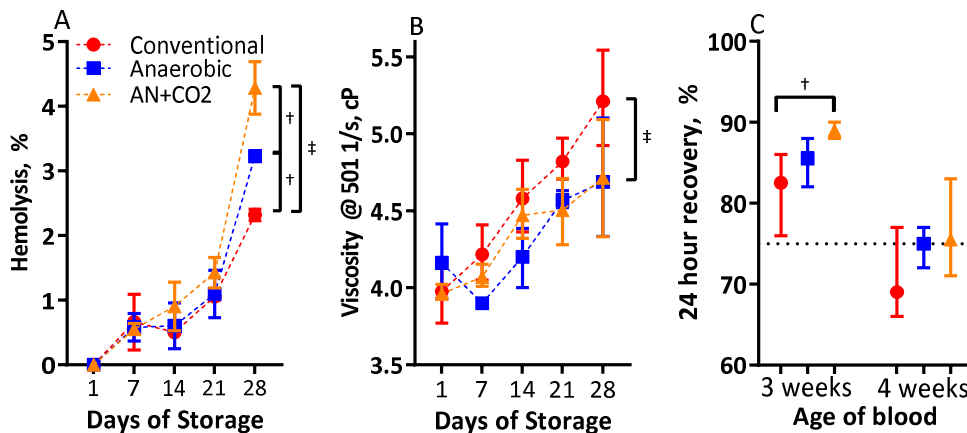 A
Hemolysis, %
5
4
3
2
1
0
Conventional
Anaerobic
AN+CO2
†
†
‡
1 7 14 21 28
Days of Storage
B
Viscosity @ 501 1/s, cP
5.5
5.0
4.5
4.0
3.5
‡
1 7 14 21 28
Days of Storage
C
24 hour recovery, %
100
90
80
70
60
†
3 weeks 4 weeks
Age of blood